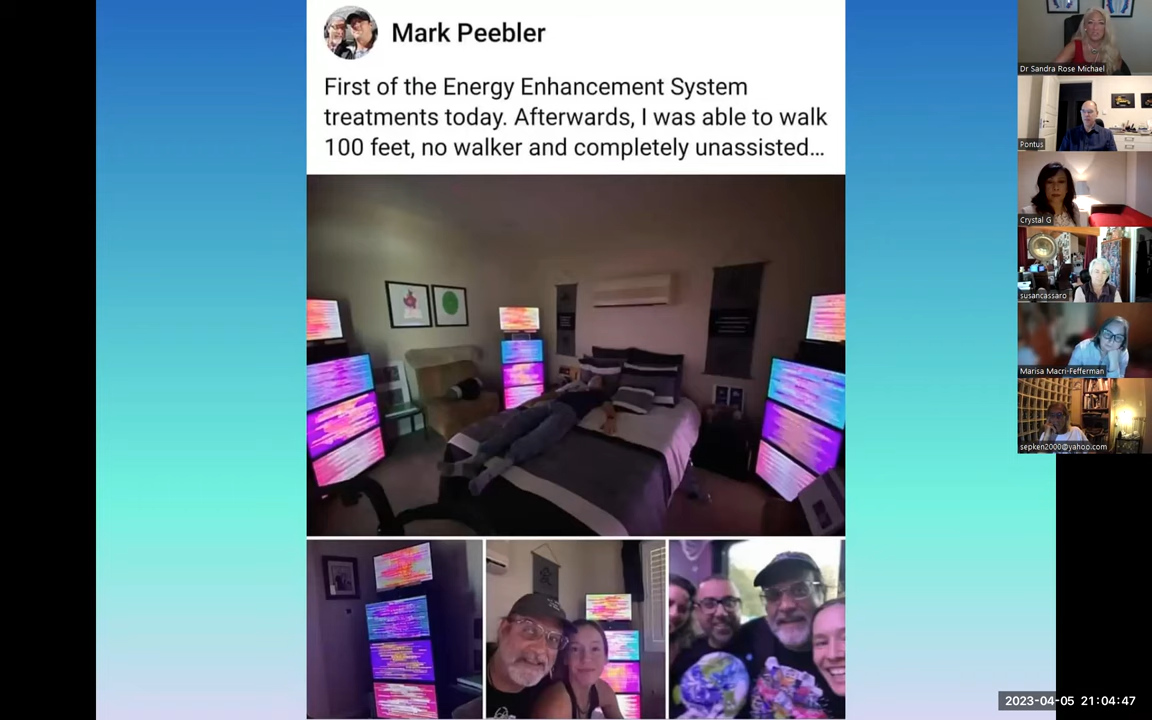 Mark Peebler
First of the Energy Enhancement System
treatments today. Afterwards, I was able to walk
100 feet, no walker and completely unassisted...
Dr Sandra Rose Michael
Pontus
Crystal G
susancassaro
Marisa Macri-Fefferman
sepken2000@yahoo.com
2023-04-05 21:04:47